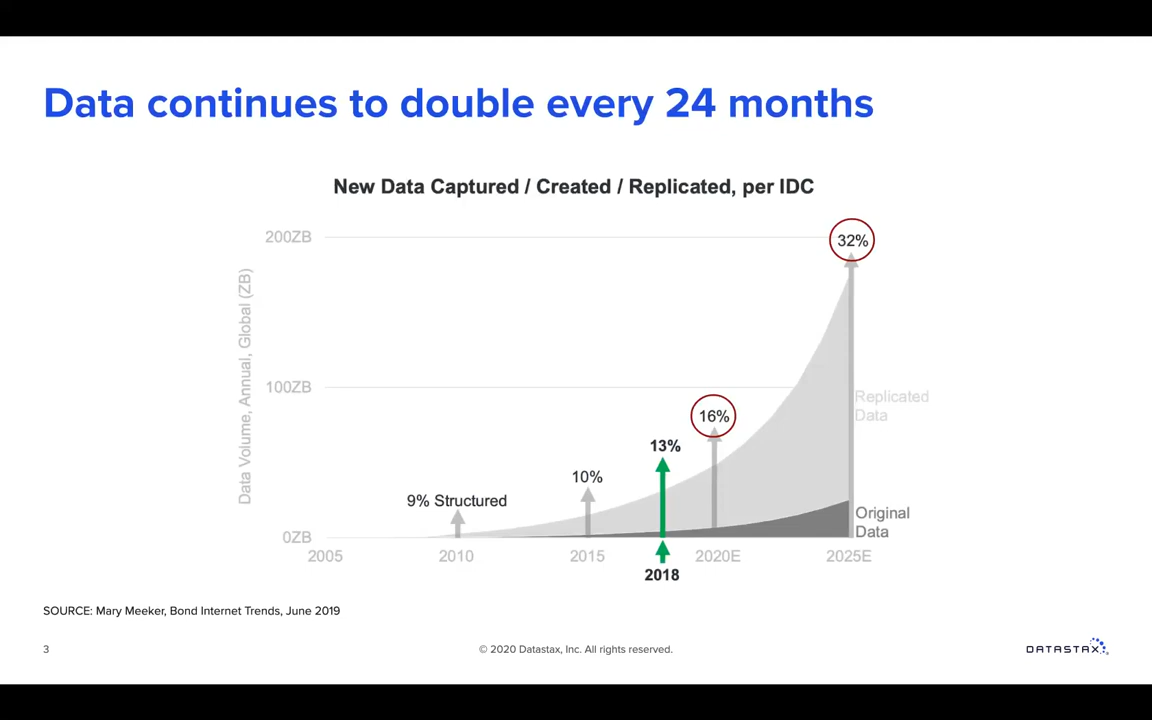 Data continues to double every 24 months
New Data Captured / Created / Replicated, per IDC
Data Volume, Annual, Global (ZB)
200ZB
100ZB
0ZB
9% Structured
10%
13%
16%
32%
Replicated
Data
Original
Data
2005
2010
2015
2018
2020E
2025E
SOURCE: Mary Meeker, Bond Internet Trends, June 2019
3
© 2020 Datastax, Inc. All rights reserved.
DATASTAX